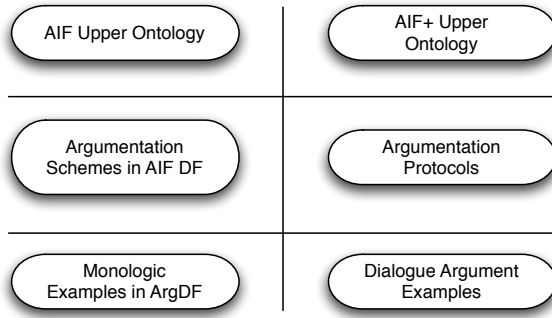 AIF Upper Ontology
AIF+ Upper
Ontology
Argumentation
Schemes in AIF DF
Argumentation
Protocols
Monologic
Examples in ArgDF
Dialogue Argument
Examples